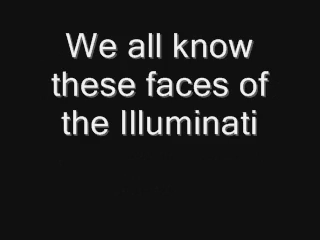 We all know
these faces of
the Illuminati